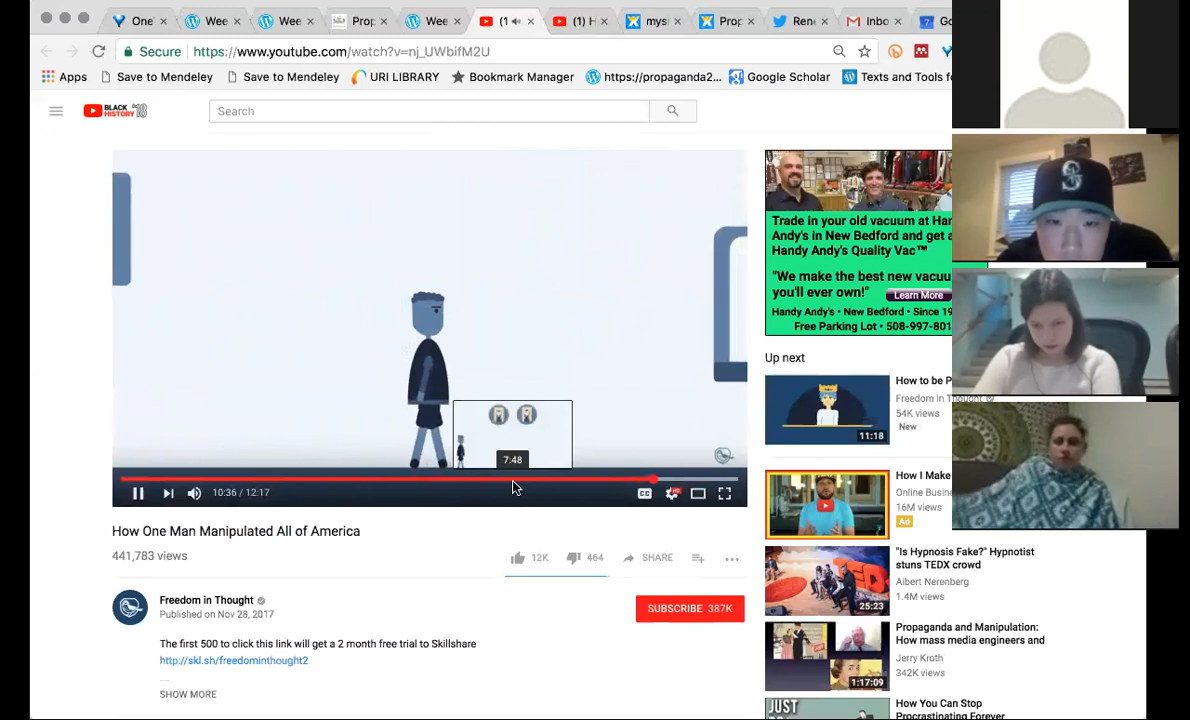 One
Wee
Wee
Prop
Wee
(1
(1) H
mys
Prop
Ren
Inbo
Go
Secure https://www.youtube.com/watch?v=nj_UWbifM2U
Apps Save to Mendeley Save to Mendeley URI LIBRARY Bookmark Manager https://propaganda2... Google Scholar Texts and Tools fo
BLACK HISTORY
Search
Trade in your old vacuum at Han
Andy's in New Bedford and get a
Handy Andy's Quality Vac™
"We make the best new vacuu
you'll ever own!" Learn More
Handy Andy's • New Bedford • Since 19
Free Parking Lot • 508-997-801
7:48
10:36 / 12:17
CC
HD
How One Man Manipulated All of America
441,783 views
12K 464 SHARE
Freedom in Thought
Published on Nov 28, 2017
SUBSCRIBE 387K
The first 500 to click this link will get a 2 month free trial to Skillshare
http://skl.sh/freedominthought2
SHOW MORE
Up next
How to be P
Freedom in Thought
54K views
New
11:18
How I Make
Online Busin
16M views
Ad
"Is Hypnosis Fake?" Hypnotist
stuns TEDX crowd
Albert Nerenberg
1.4M views
TED
25:23
Propaganda and Manipulation:
How mass media engineers and
Jerry Kroth
342K views
1:17:09
How You Can Stop
Procrastinating Forever
JUST